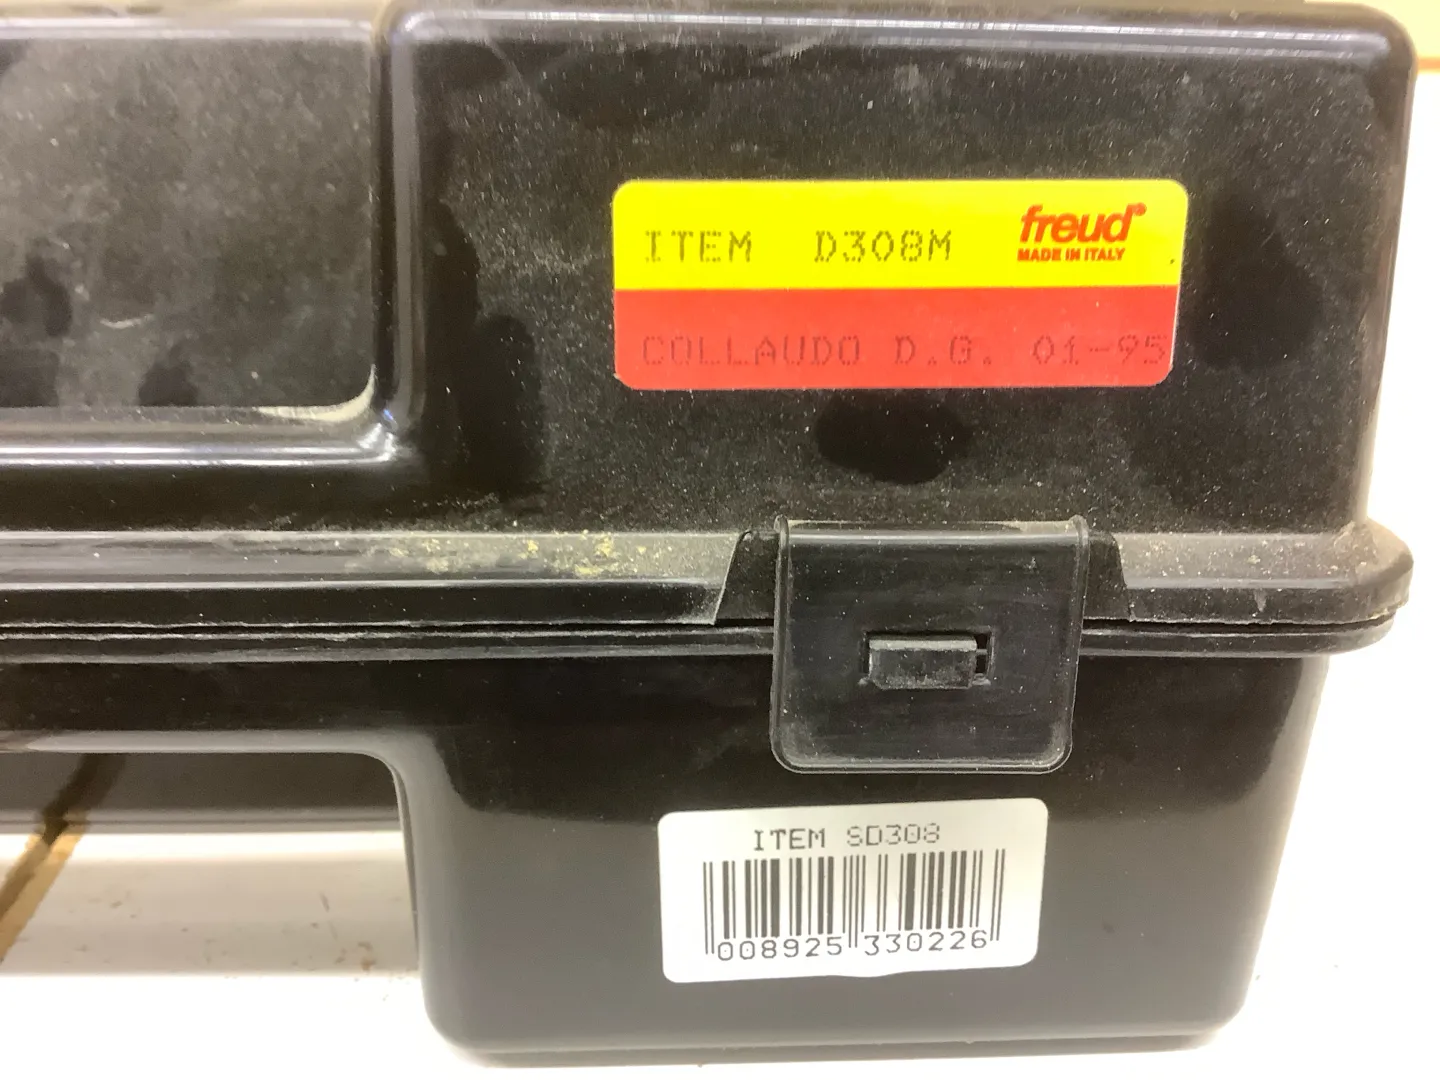 ITEM D308M
freud®
MADE IN ITALY
COLLAUDO D.G. 01-95
ITEM SD308
008925 330226